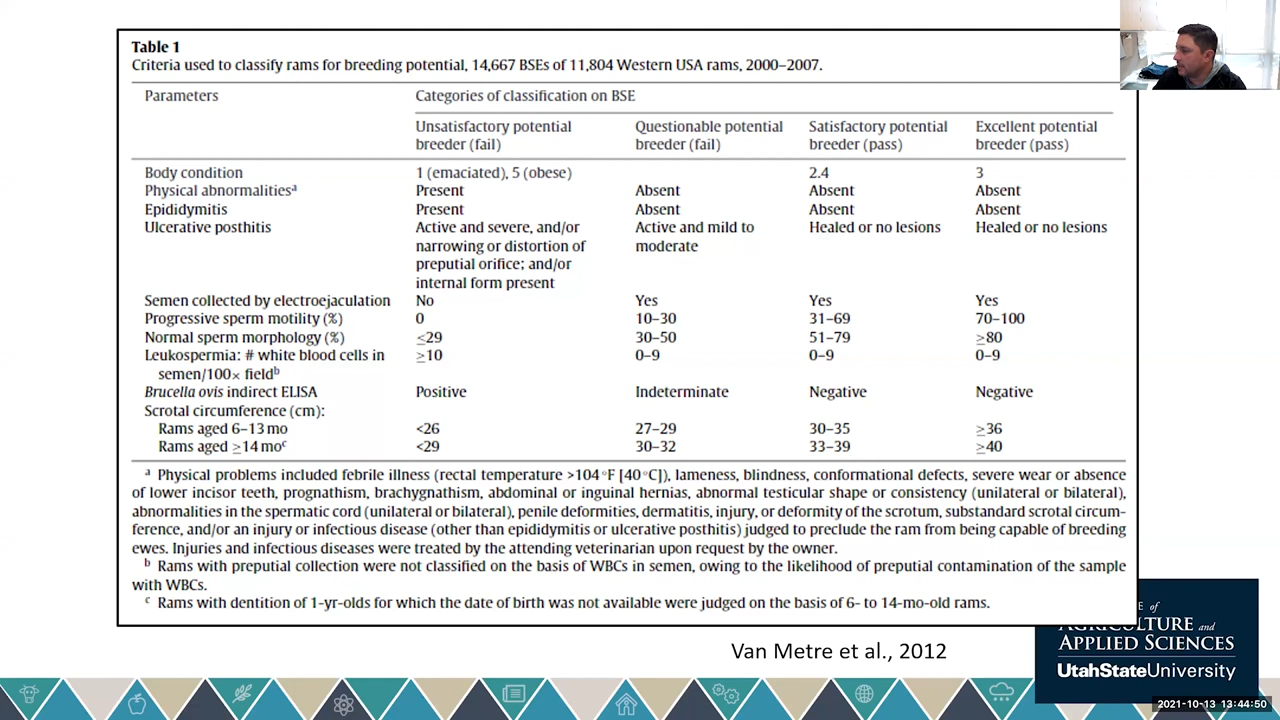 Table 1
Criteria used to classify rams for breeding potential, 14,667 BSEs of 11,804 Western USA rams, 2000–2007.
Parameters Categories of classification on BSE
Unsatisfactory potential Questionable potential Satisfactory potential Excellent potential
breeder (fail) breeder (fail) breeder (pass) breeder (pass)
Body condition 1 (emaciated), 5 (obese) 2.4 3
Physical abnormalitiesᵃ Present Absent Absent Absent
Epididymitis Present Absent Absent Absent
Ulcerative posthitis Active and severe, and/or Active and mild to Healed or no lesions Healed or no lesions
narrowing or distortion of moderate
preputial orifice; and/or
internal form present
Semen collected by electroejaculation No Yes Yes Yes
Progressive sperm motility (%) 0 10–30 31–69 70–100
Normal sperm morphology (%) ≤29 30–50 51–79 ≥80
Leukospermia: # white blood cells in ≥10 0–9 0–9 0–9
semen/100× fieldᵇ
Brucella ovis indirect ELISA Positive Indeterminate Negative Negative
Scrotal circumference (cm):
Rams aged 6–13 mo <26 27–29 30–35 ≥36
Rams aged ≥14 moᶜ <29 30–32 33–39 ≥40
ᵃ Physical problems included febrile illness (rectal temperature >104 °F [40 °C]), lameness, blindness, conformational defects, severe wear or absence
of lower incisor teeth, prognathism, brachygnathism, abdominal or inguinal hernias, abnormal testicular shape or consistency (unilateral or bilateral),
abnormalities in the spermatic cord (unilateral or bilateral), penile deformities, dermatitis, injury, or deformity of the scrotum, substandard scrotal circum-
ference, and/or an injury or infectious disease (other than epididymitis or ulcerative posthitis) judged to preclude the ram from being capable of breeding
ewes. Injuries and infectious diseases were treated by the attending veterinarian upon request by the owner.
ᵇ Rams with preputial collection were not classified on the basis of WBCs in semen, owing to the likelihood of preputial contamination of the sample
with WBCs.
ᶜ Rams with dentition of 1-yr-olds for which the date of birth was not available were judged on the basis of 6- to 14-mo-old rams.
Van Metre et al., 2012
E of
AGRICULTURE and
APPLIED SCIENCES
UtahStateUniversity
2021-10-13 13:44:50